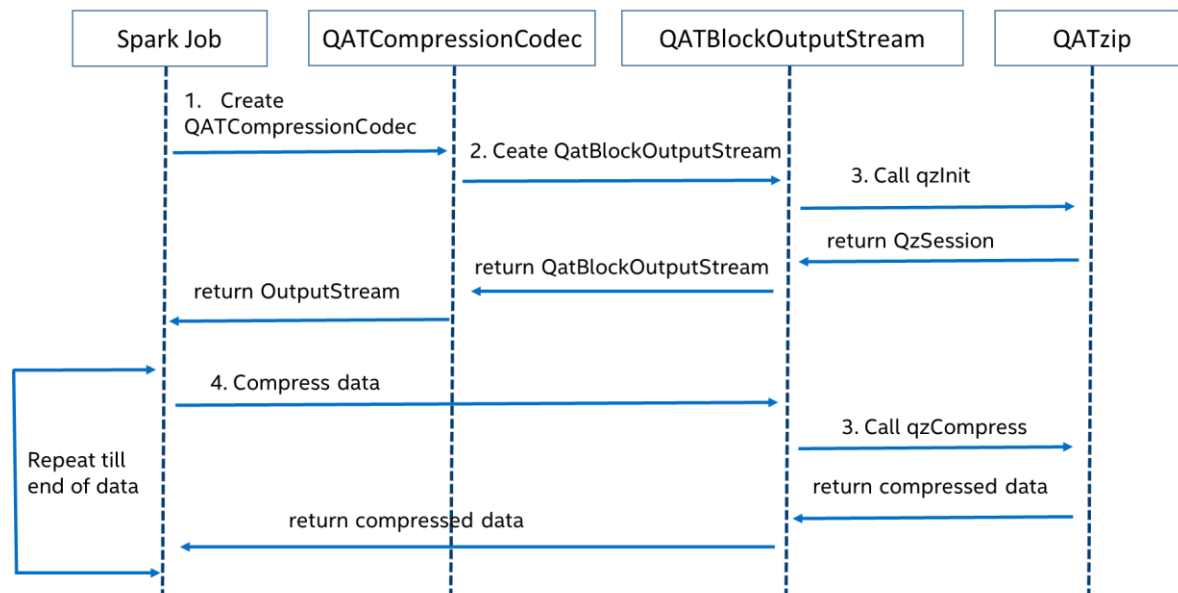 Spark Job
QATCompressionCodec
QATBlockOutputStream
QATzip
1. Create
QATCompressionCodec
2. Ceate QatBlockOutputStream
3. Call qzInit
return QzSession
return QatBlockOutputStream
return OutputStream
4. Compress data
3. Call qzCompress
Repeat till
end of data
return compressed data
return compressed data